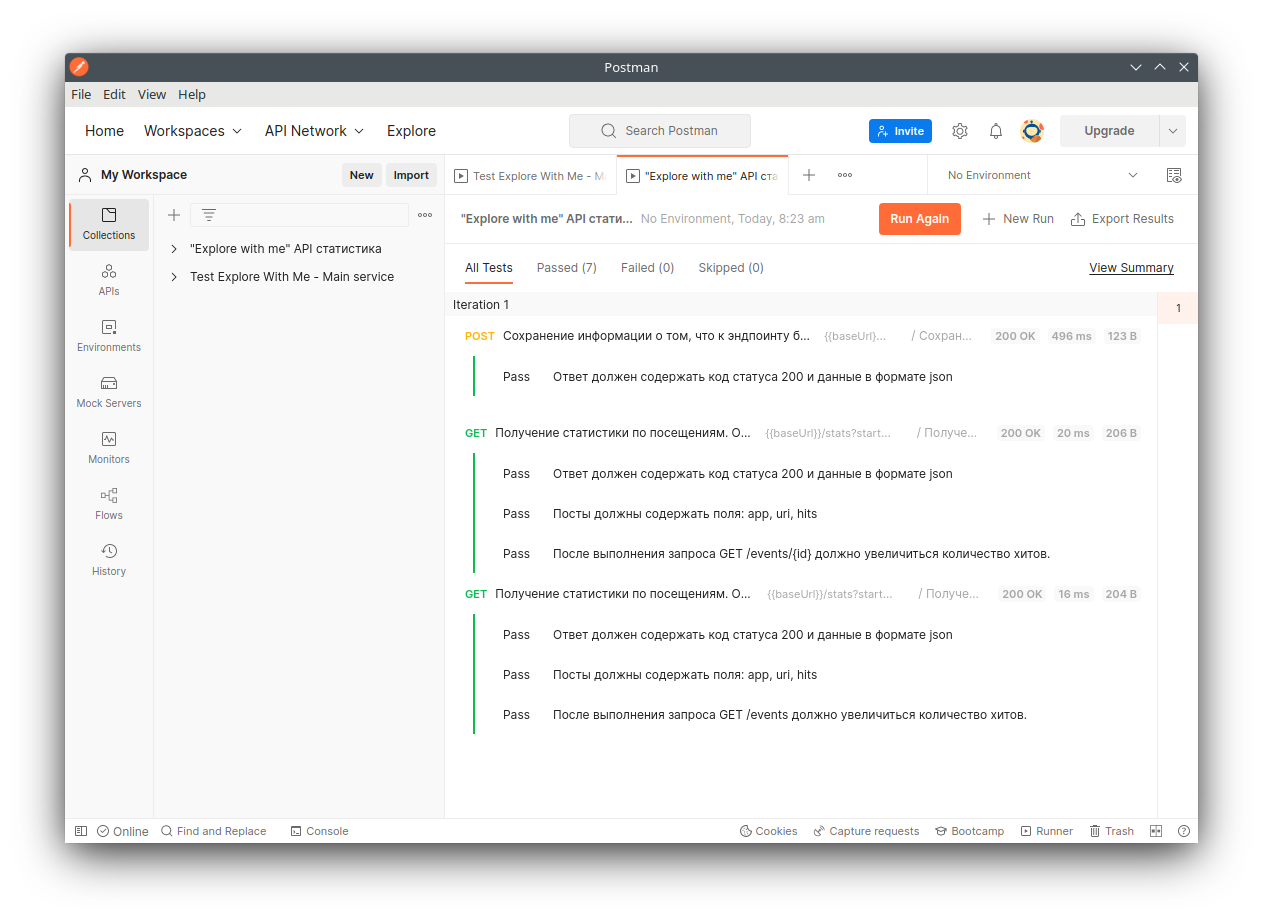 Postman
File Edit View Help
Home Workspaces API Network Explore Search Postman Invite Upgrade
My Workspace New Import Test Explore With Me - M "Explore with me" API ста No Environment
"Explore with me" API стати... No Environment, Today, 8:23 am Run Again New Run Export Results
Collections
APIs
Environments
Mock Servers
Monitors
Flows
History
"Explore with me" API статистика
Test Explore With Me - Main service
All Tests Passed (7) Failed (0) Skipped (0) View Summary
Iteration 1 1
POST Сохранение информации о том, что к эндпоинту б... {{baseUrl}... / Сохран... 200 OK 496 ms 123 B
Pass Ответ должен содержать код статуса 200 и данные в формате json
GET Получение статистики по посещениям. О... {{baseUrl}}/stats?start... / Получе... 200 OK 20 ms 206 B
Pass Ответ должен содержать код статуса 200 и данные в формате json
Pass Посты должны содержать поля: app, uri, hits
Pass После выполнения запроса GET /events/{id} должно увеличиться количество хитов.
GET Получение статистики по посещениям. О... {{baseUrl}}/stats?start... / Получе... 200 OK 16 ms 204 B
Pass Ответ должен содержать код статуса 200 и данные в формате json
Pass Посты должны содержать поля: app, uri, hits
Pass После выполнения запроса GET /events должно увеличиться количество хитов.
Online Find and Replace Console Cookies Capture requests Bootcamp Runner Trash